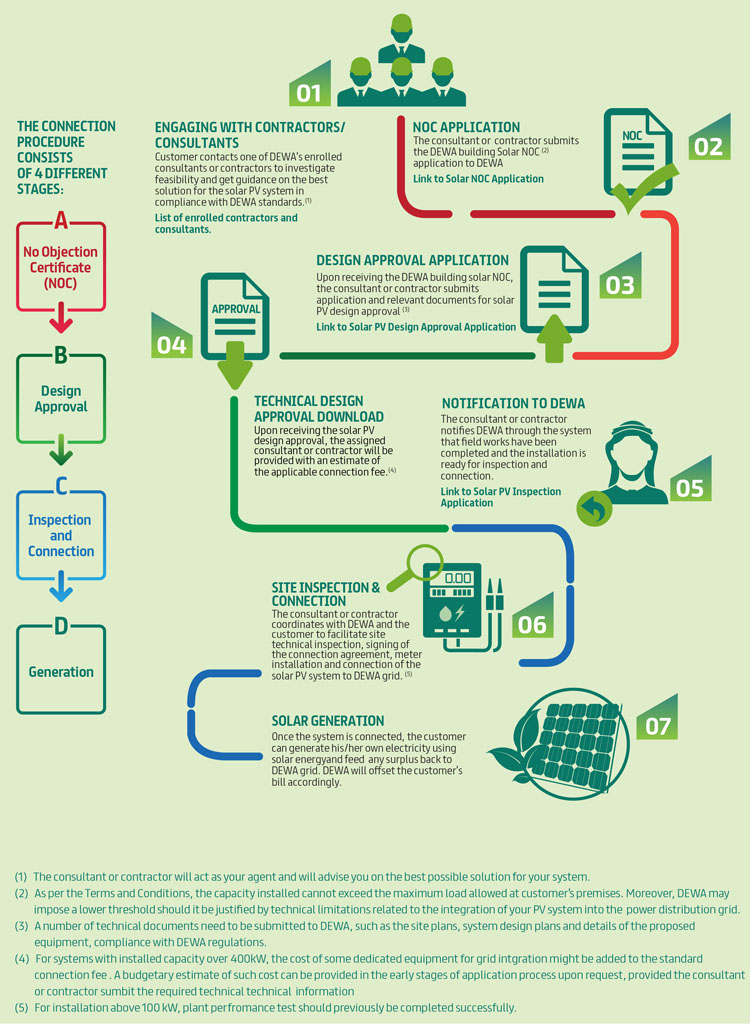 THE CONNECTION
PROCEDURE
CONSISTS
OF 4 DIFFERENT
STAGES:
A
No Objection
Certificate
(NOC)
B
Design
Approval
C
Inspection
and
Connection
D
Generation
01
ENGAGING WITH CONTRACTORS/
CONSULTANTS
Customer contacts one of DEWA's enrolled
consultants or contractors to investigate
feasibility and get guidance on the best
solution for the solar PV system in
compliance with DEWA standards.(1)
List of enrolled contractors and
consultants.
NOC APPLICATION
The consultant or contractor submits
the DEWA building Solar NOC (2)
application to DEWA
Link to Solar NOC Application
NOC
02
DESIGN APPROVAL APPLICATION
Upon receiving the DEWA building solar NOC,
the consultant or contractor submits
application and relevant documents for solar
PV design approval (3)
Link to Solar PV Design Approval Application
03
04
APPROVAL
TECHNICAL DESIGN
APPROVAL DOWNLOAD
Upon receiving the solar PV
design approval, the assigned
consultant or contractor will be
provided with an estimate of
the applicable connection fee.(4)
NOTIFICATION TO DEWA
The consultant or contractor
notifies DEWA through the system
that field works have been
completed and the installation is
ready for inspection and
connection.
Link to Solar PV Inspection
Application
05
SITE INSPECTION &
CONNECTION
The consultant or contractor
coordinates with DEWA and the
customer to facilitate site
technical inspection, signing of
the connection agreement, meter
installation and connection of the
solar PV system to DEWA grid. (5)
0.00
06
SOLAR GENERATION
Once the system is connected, the customer
can generate his/her own electricity using
solar energyand feed any surplus back to
DEWA grid. DEWA will offset the customer's
bill accordingly.
07
(1) The consultant or contractor will act as your agent and will advise you on the best possible solution for your system.
(2) As per the Terms and Conditions, the capacity installed cannot exceed the maximum load allowed at customer's premises. Moreover, DEWA may
impose a lower threshold should it be justified by technical limitations related to the integration of your PV system into the power distribution grid.
(3) A number of technical documents need to be submitted to DEWA, such as the site plans, system design plans and details of the proposed
equipment, compliance with DEWA regulations.
(4) For systems with installed capacity over 400kW, the cost of some dedicated equipment for grid intgration might be added to the standard
connection fee . A budgetary estimate of such cost can be provided in the early stages of application process upon request, provided the consultant
or contractor sumbit the required technical technical information
(5) For installation above 100 kW, plant perfromance test should previously be completed successfully.